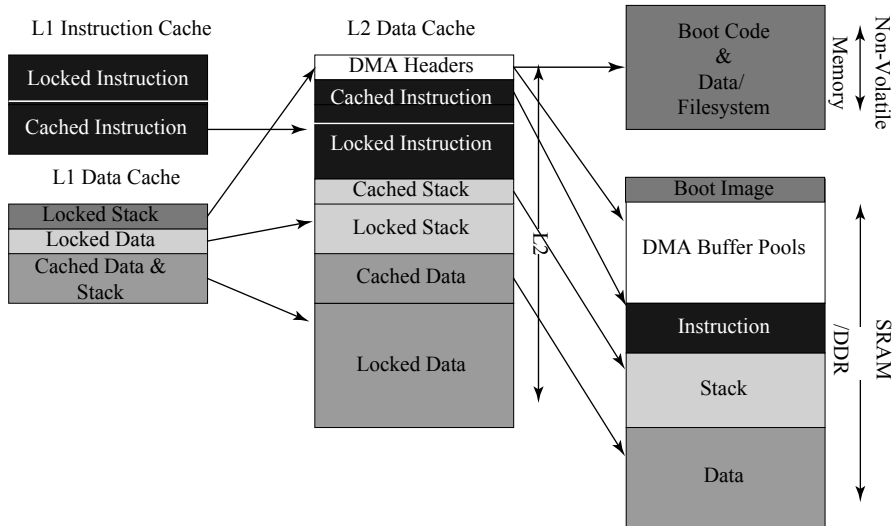 L1 Instruction Cache
Locked Instruction
Cached Instruction
L1 Data Cache
Locked Stack
Locked Data
Cached Data &
Stack
L2 Data Cache
DMA Headers
Cached Instruction
Locked Instruction
Cached Stack
Locked Stack
Cached Data
Locked Data
L2
Boot Code
&
Data/
Filesystem
Non-Volatile
Memory
Boot Image
DMA Buffer Pools
Instruction
Stack
Data
SRAM
/DDR